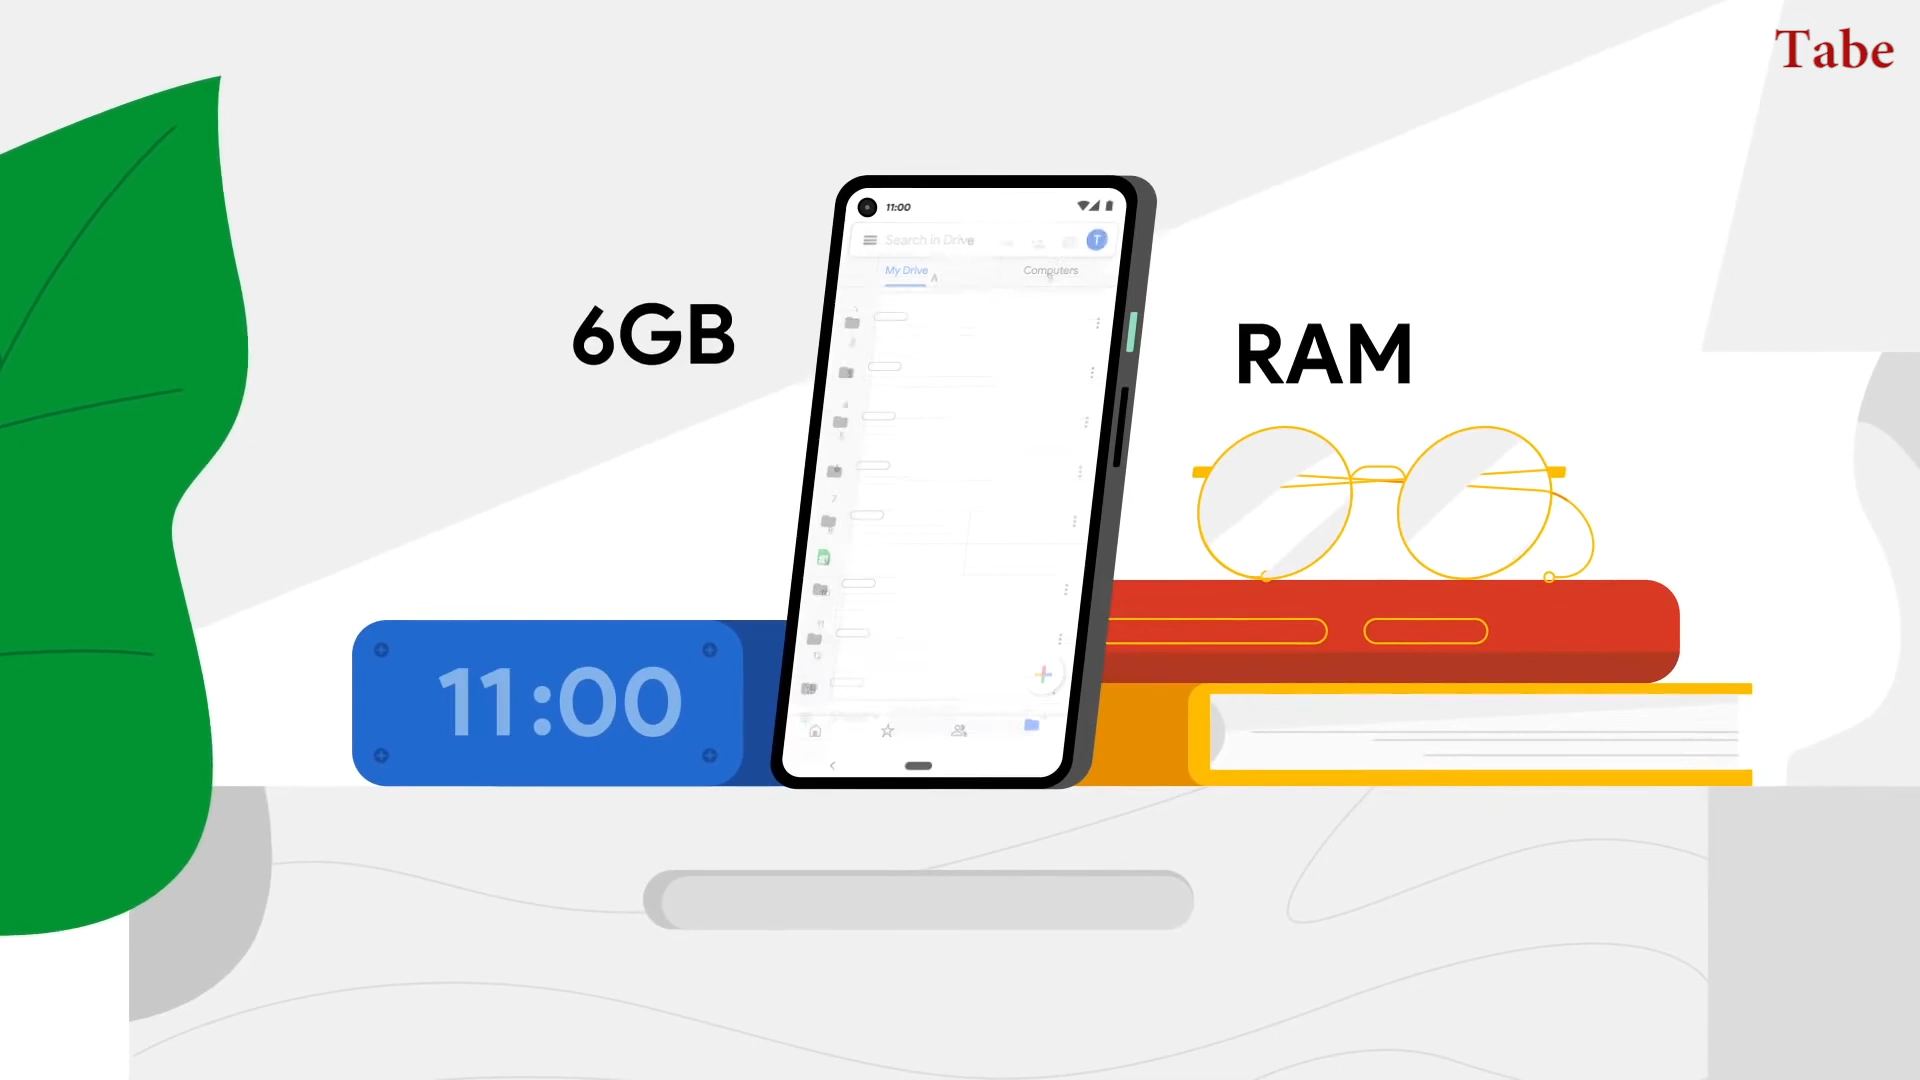 Tabe
11:00
Search in Drive
T
My Drive
Computers
6GB
RAM
11:00